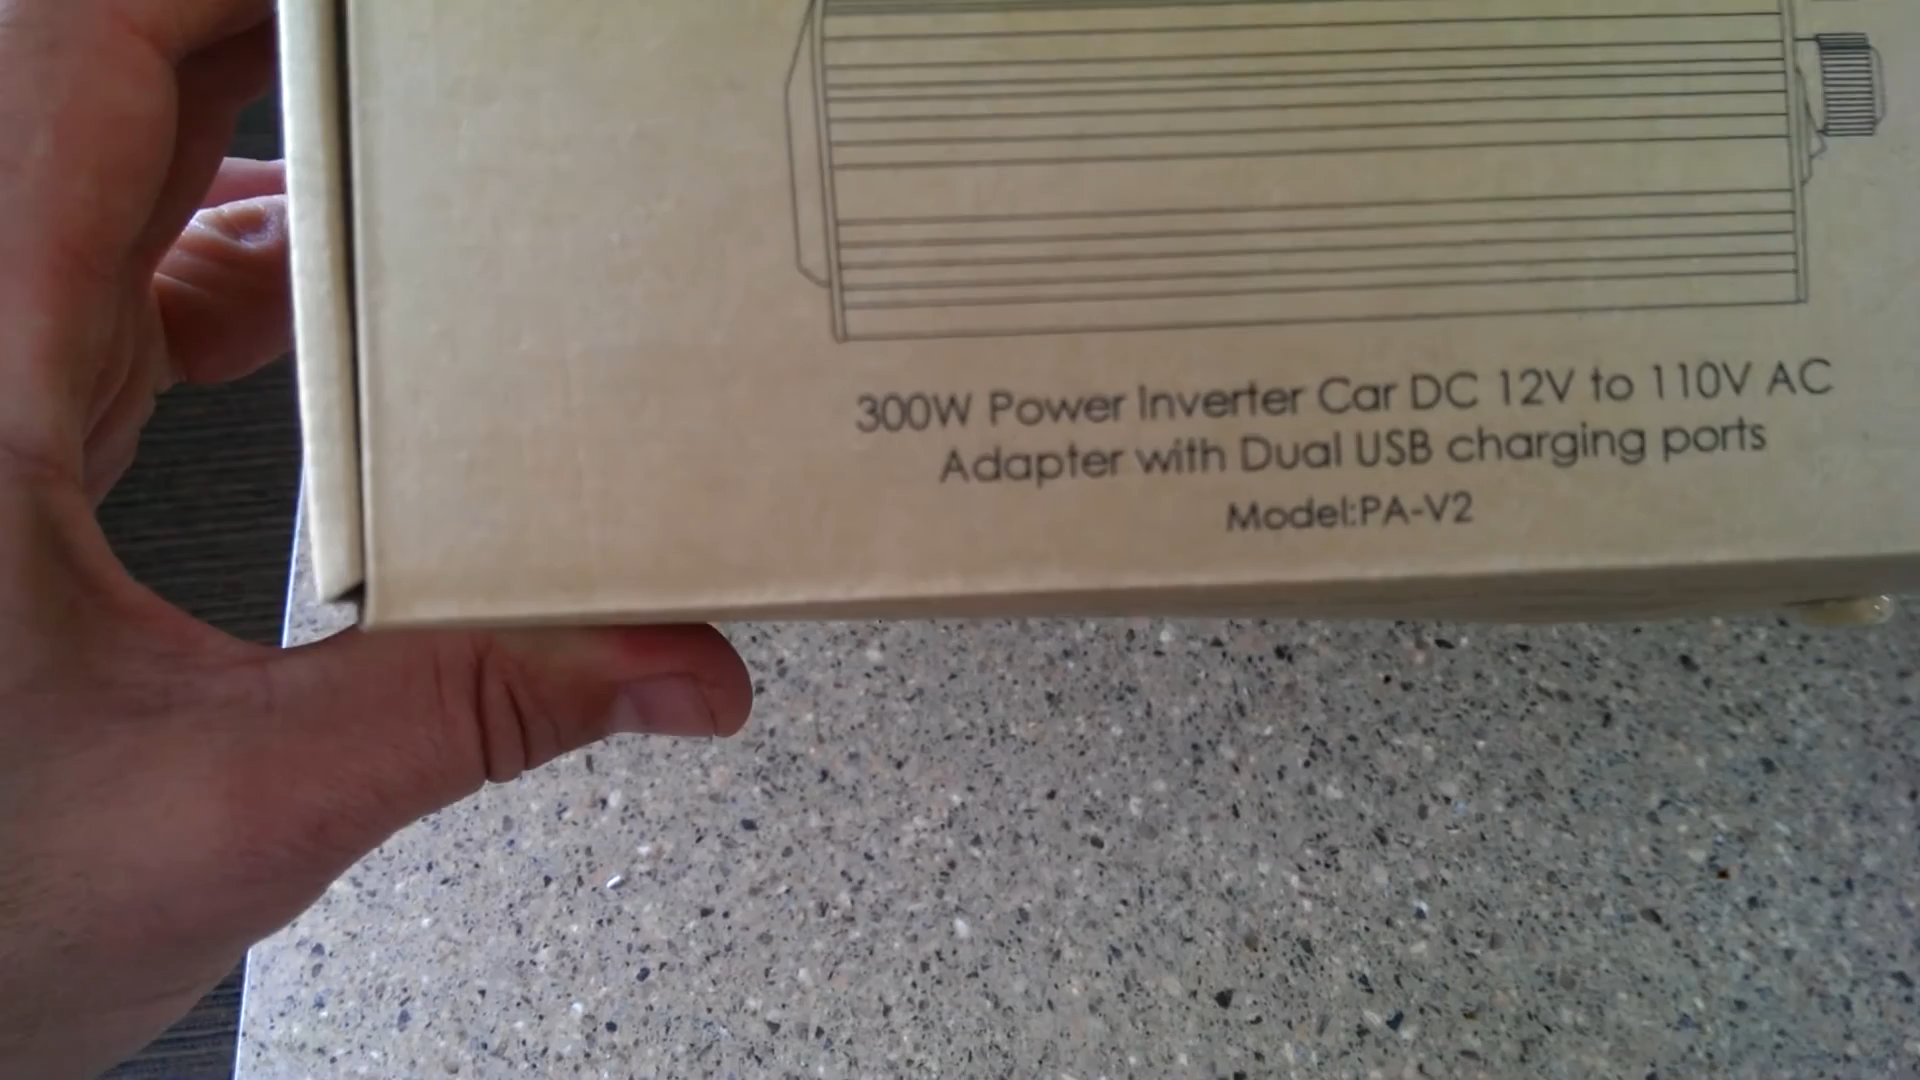 300W Power Inverter Car DC 12V to 110V AC
Adapter with Dual USB charging ports
Model:PA-V2